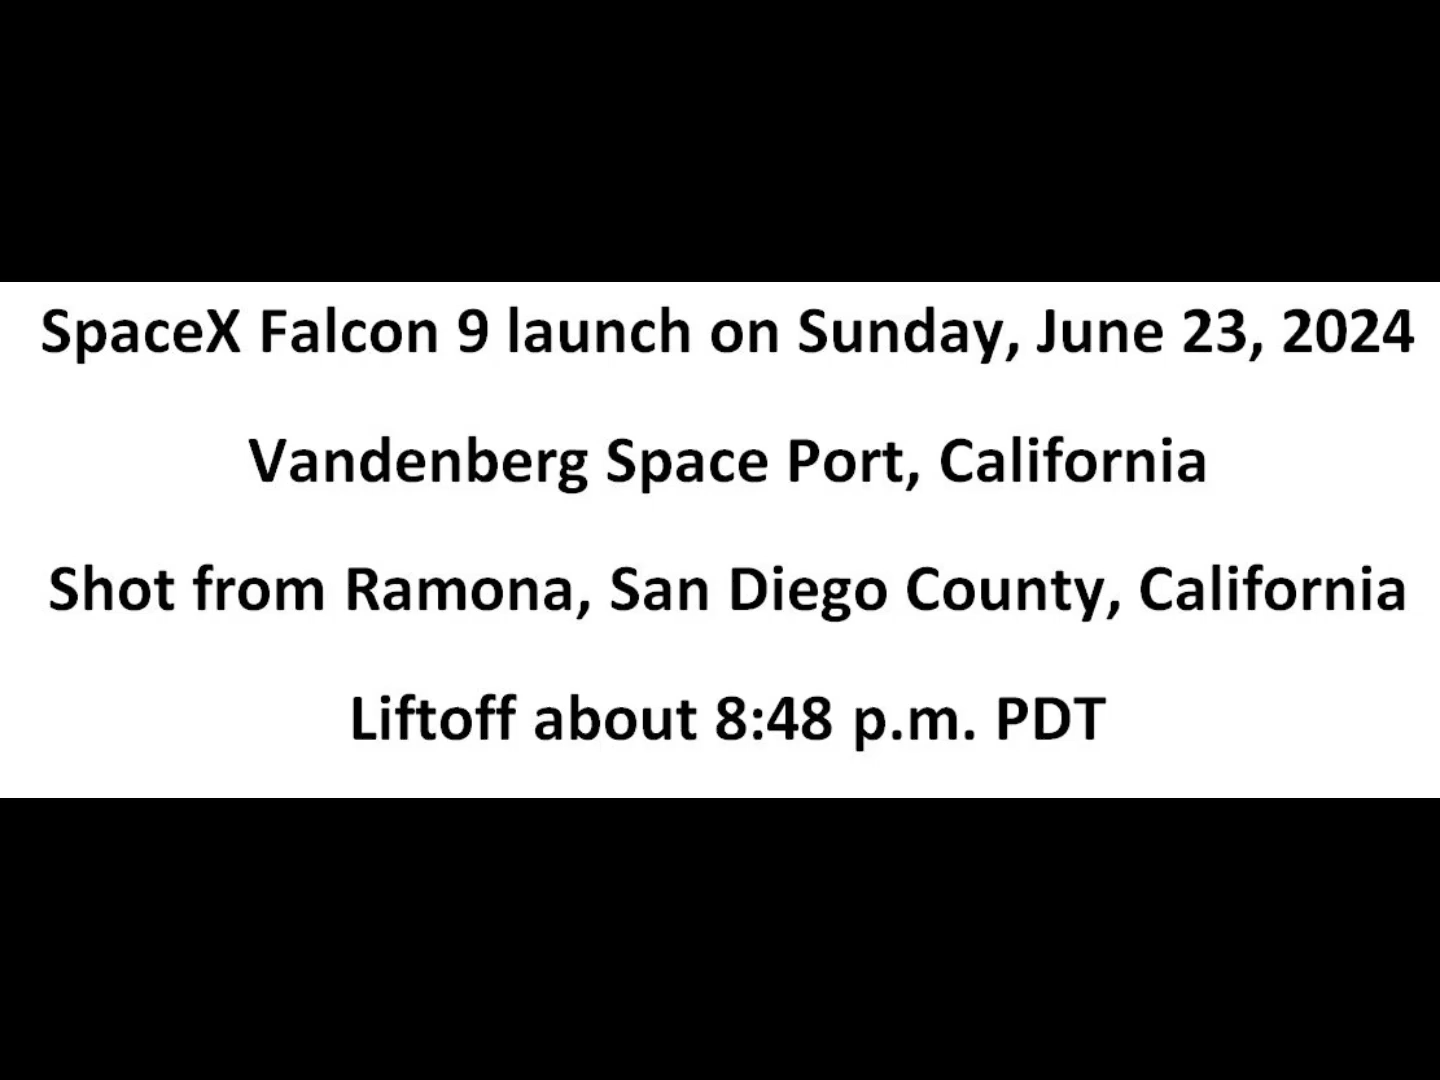 SpaceX Falcon 9 launch on Sunday, June 23, 2024
Vandenberg Space Port, California
Shot from Ramona, San Diego County, California
Liftoff about 8:48 p.m. PDT